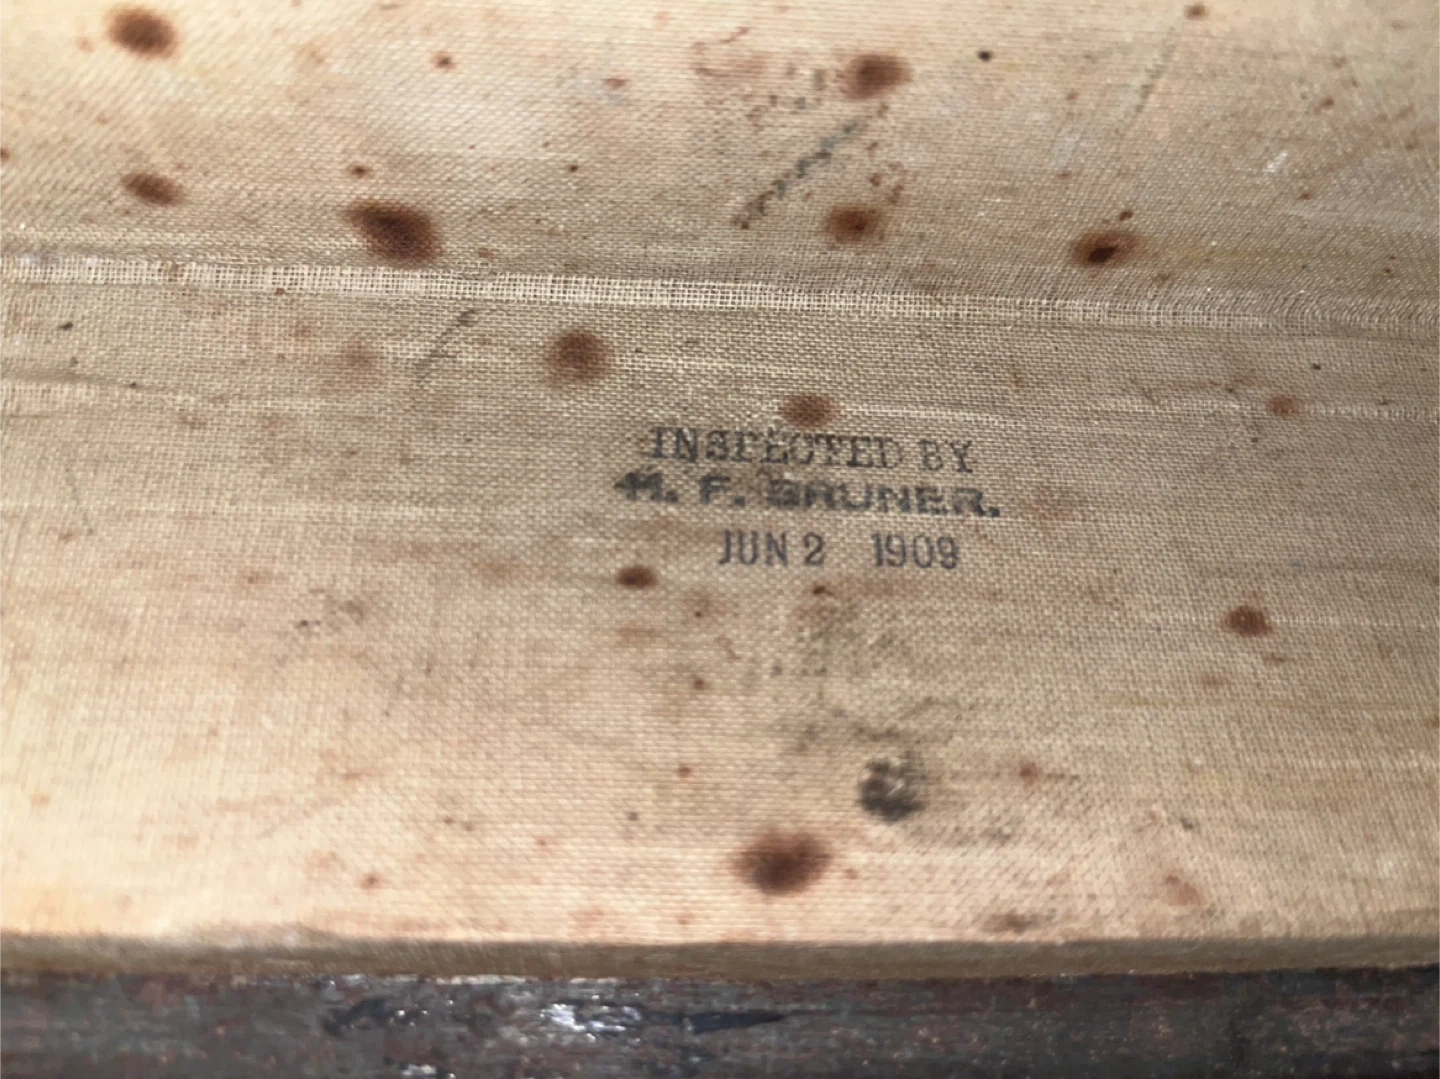 INSPECTED BY
M. F. BRUNER.
JUN 2 1909